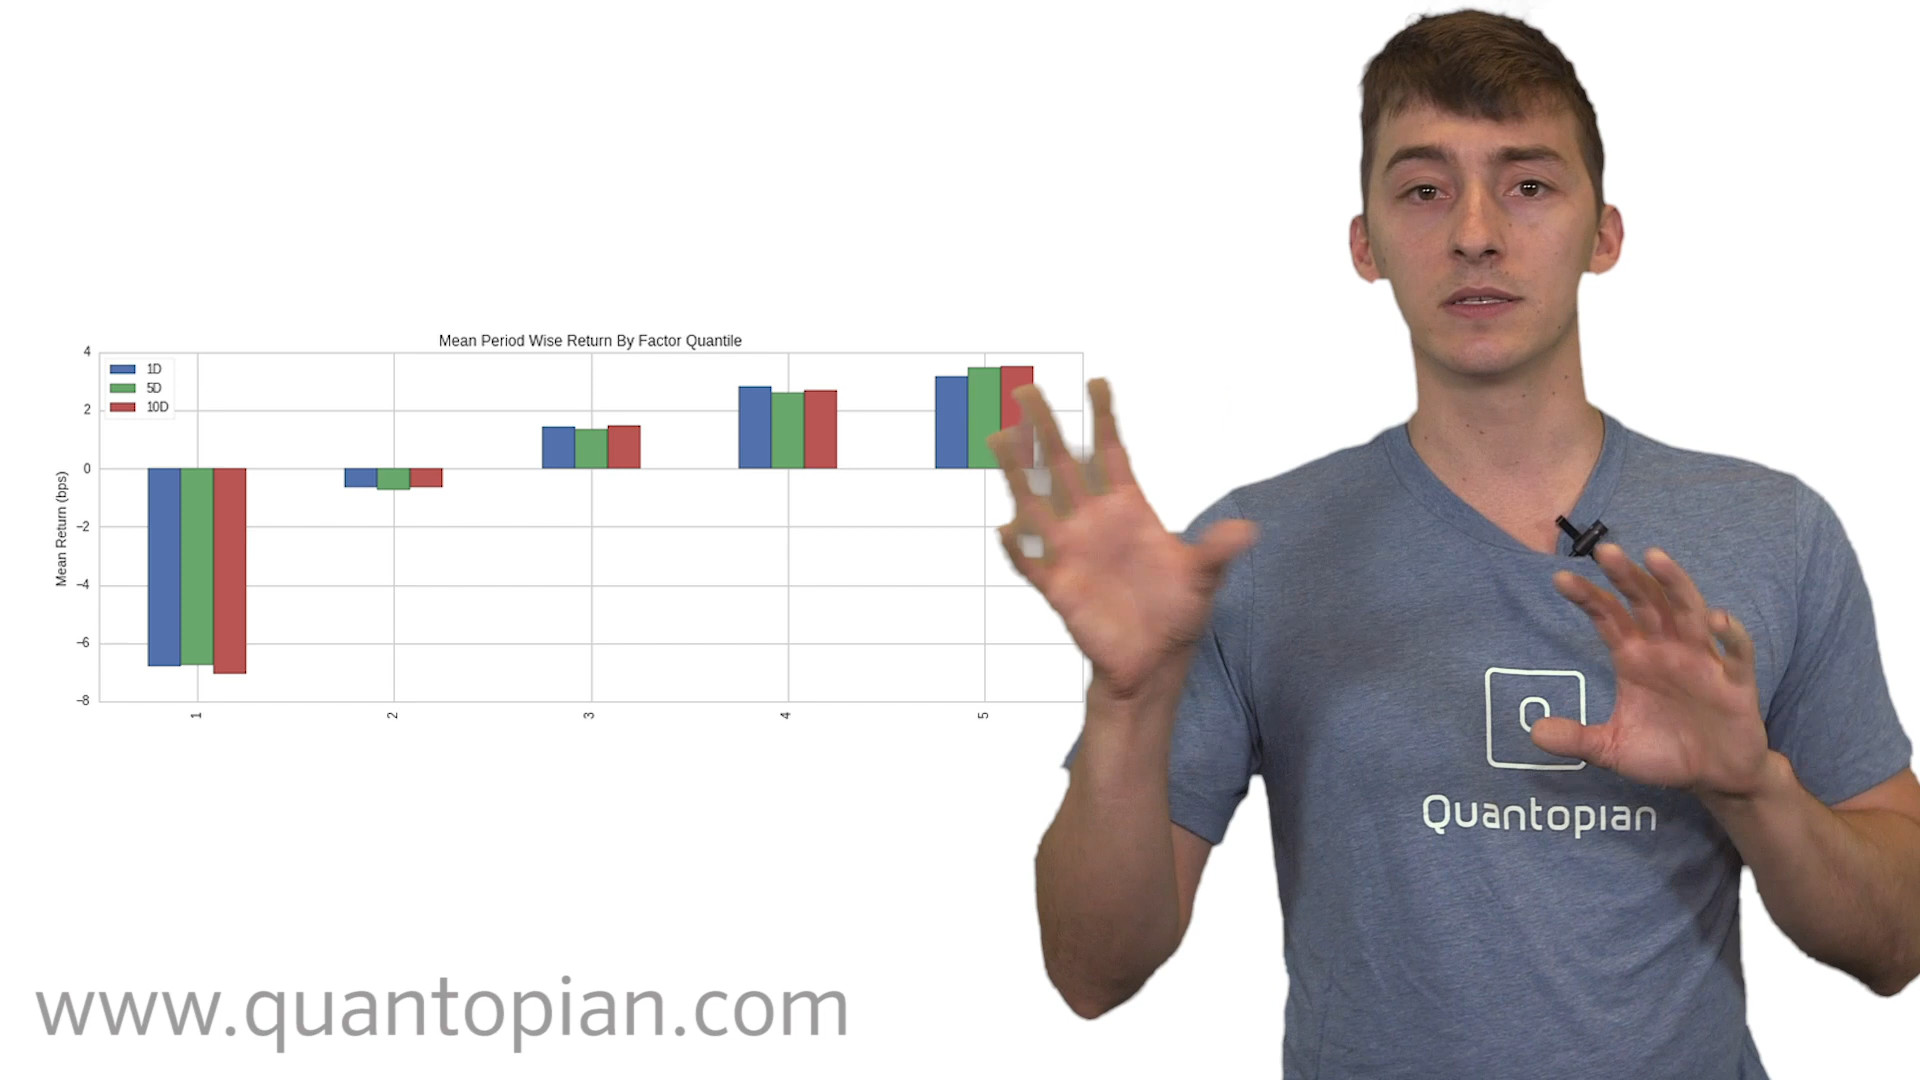 Mean Period Wise Return By Factor Quantile
4
1D
5D
10D
2
0
−2
−4
−6
−8
Mean Return (bps)
1
2
3
4
5
Q
Quantopian
www.quantopian.com